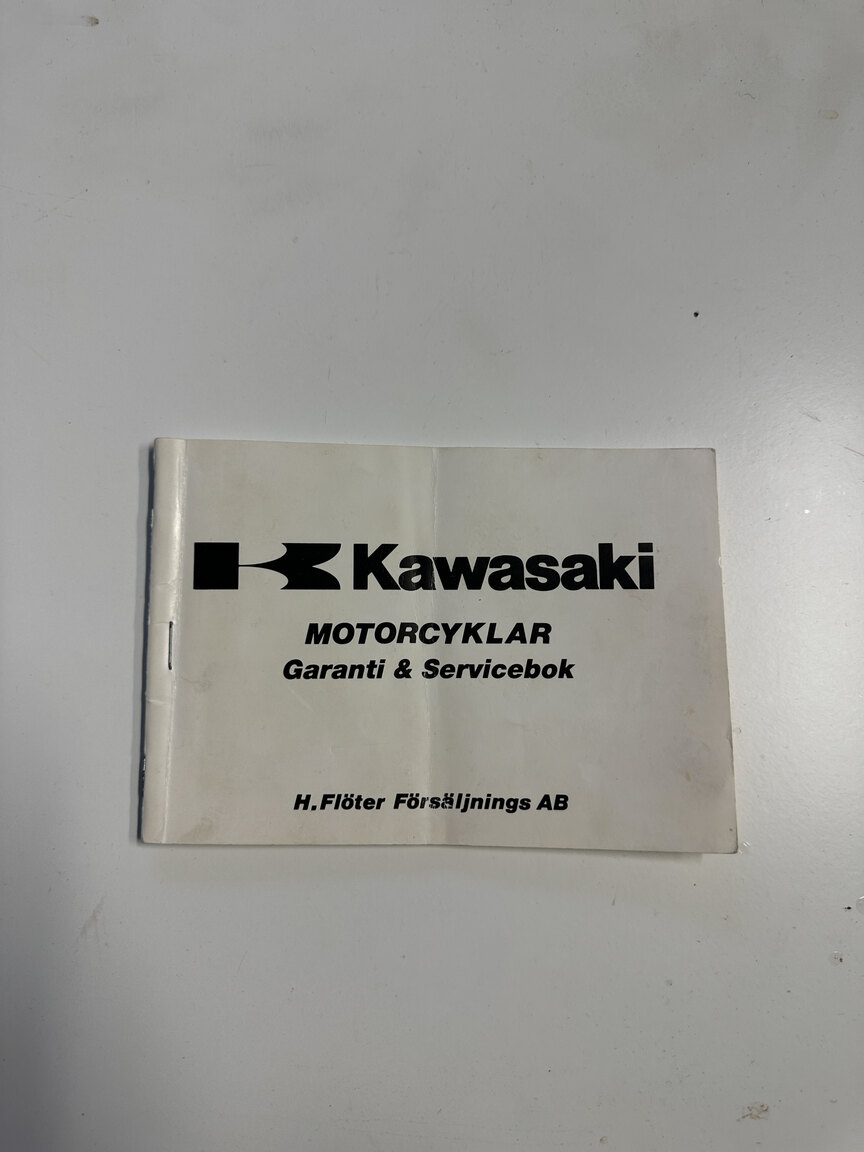 Kawasaki
MOTORCYKLAR
Garanti & Servicebok
H.Flöter Försäljnings AB